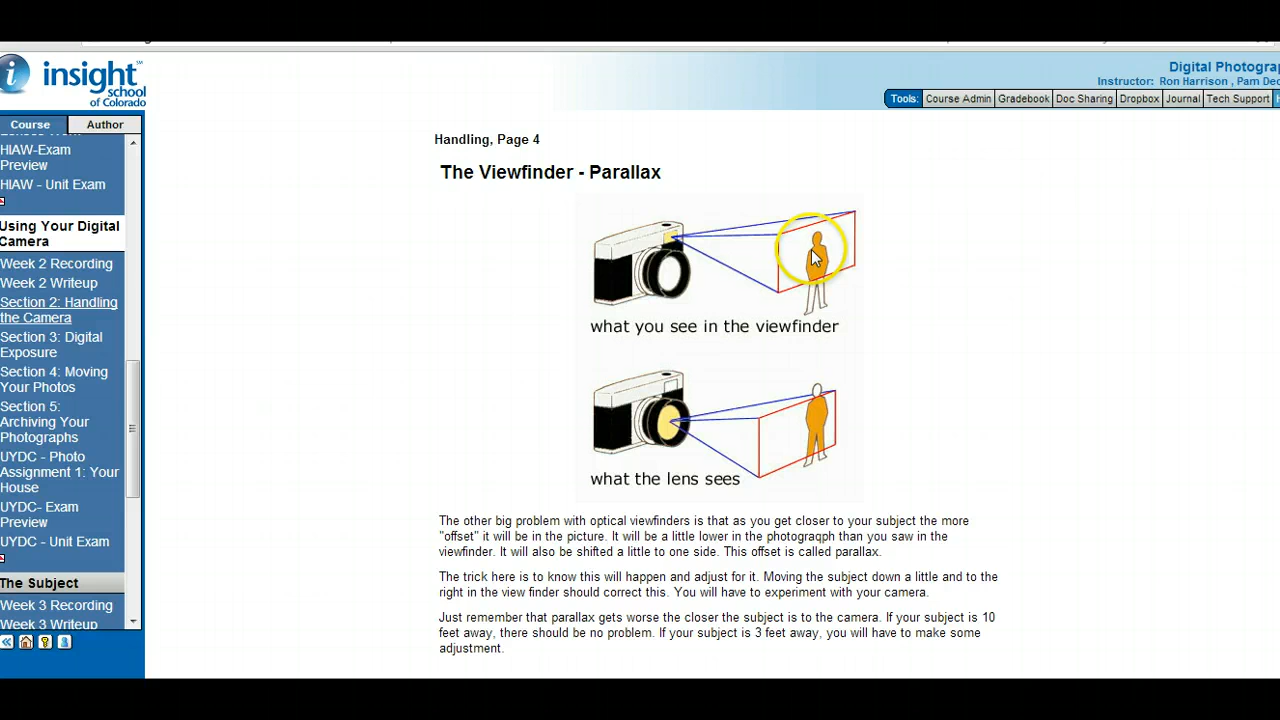 insight℠
school
of Colorado
Digital Photograp
Instructor: Ron Harrison , Pam Dec
Tools: Course Admin Gradebook Doc Sharing Dropbox Journal Tech Support
Course Author
HIAW-Exam
Preview
HIAW - Unit Exam
Using Your Digital
Camera
Week 2 Recording
Week 2 Writeup
Section 2: Handling
the Camera
Section 3: Digital
Exposure
Section 4: Moving
Your Photos
Section 5:
Archiving Your
Photographs
UYDC - Photo
Assignment 1: Your
House
UYDC- Exam
Preview
UYDC - Unit Exam
The Subject
Week 3 Recording
Week 3 Writeup
Handling, Page 4
The Viewfinder - Parallax
what you see in the viewfinder
what the lens sees
The other big problem with optical viewfinders is that as you get closer to your subject the more
"offset" it will be in the picture. It will be a little lower in the photograqph than you saw in the
viewfinder. It will also be shifted a little to one side. This offset is called parallax.
The trick here is to know this will happen and adjust for it. Moving the subject down a little and to the
right in the view finder should correct this. You will have to experiment with your camera.
Just remember that parallax gets worse the closer the subject is to the camera. If your subject is 10
feet away, there should be no problem. If your subject is 3 feet away, you will have to make some
adjustment.